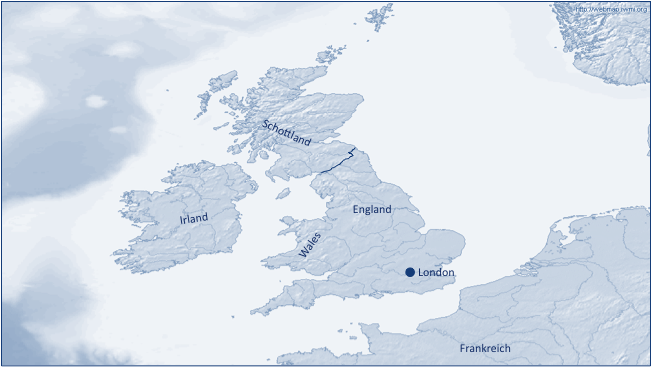 http://webmap.iwmi.org
Schottland
Irland
England
Wales
London
Frankreich